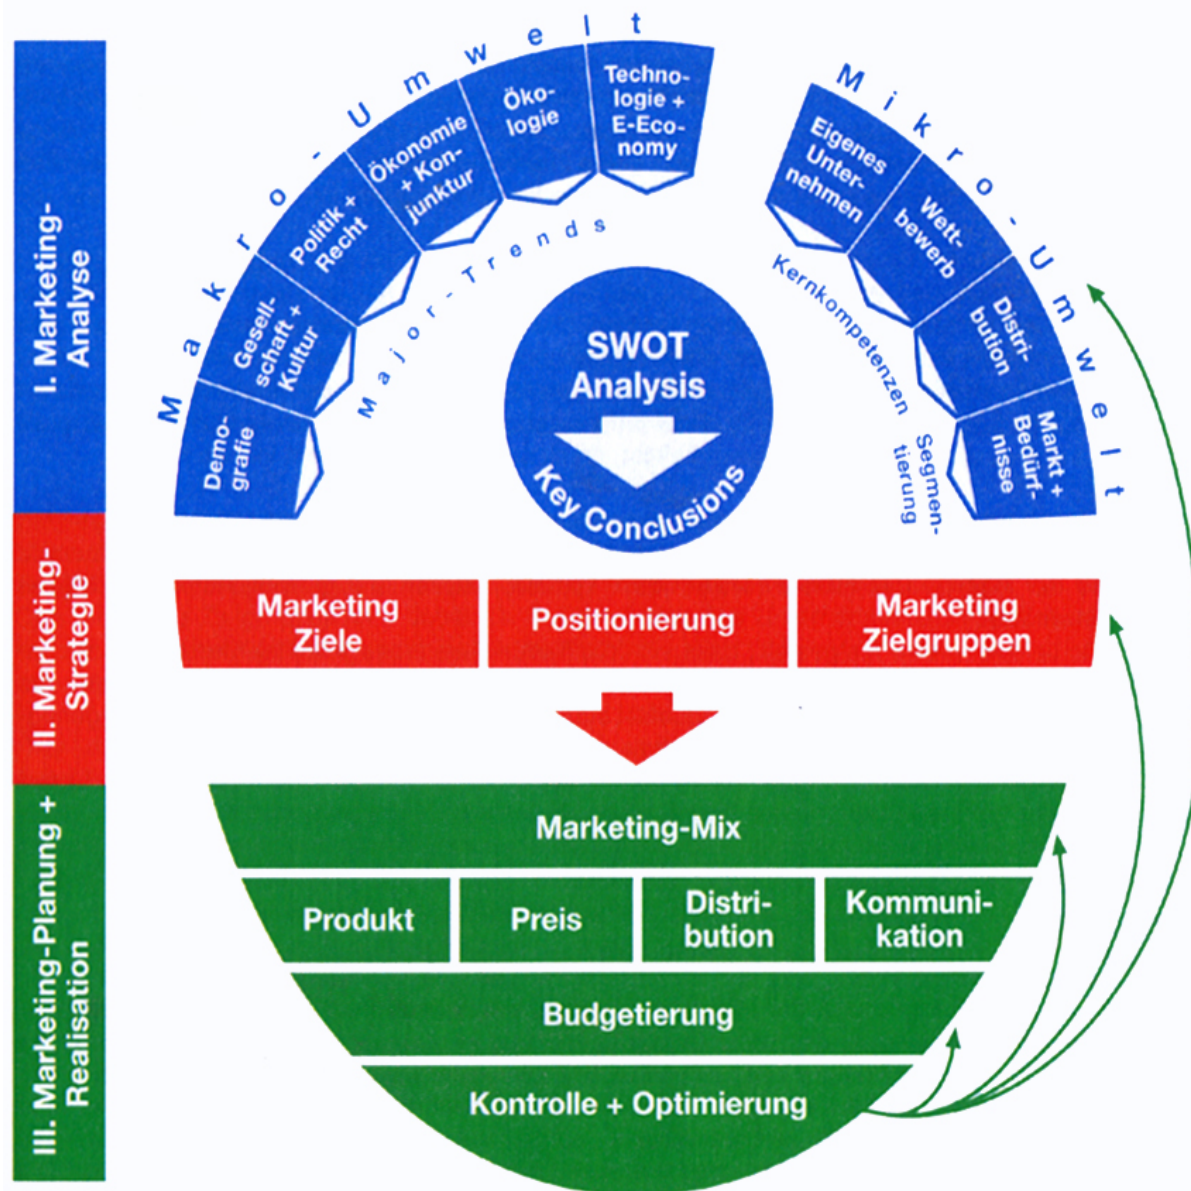 I. Marketing-
Analyse
Makro-Umwelt
Demo-
grafie
Gesell-
schaft +
Kultur
Politik +
Recht
Ökonomie
+ Kon-
junktur
Öko-
logie
Techno-
logie +
E-Eco-
nomy
Major-Trends
Mikro-Umwelt
Eigenes
Unter-
nehmen
Wett-
bewerb
Distri-
bution
Markt +
Bedürf-
nisse
Kernkompetenzen
Segmen-
tierung
SWOT
Analysis
Key Conclusions
II. Marketing-
Strategie
Marketing
Ziele
Positionierung
Marketing
Zielgruppen
III. Marketing-Planung +
Realisation
Marketing-Mix
Produkt
Preis
Distri-
bution
Kommuni-
kation
Budgetierung
Kontrolle + Optimierung